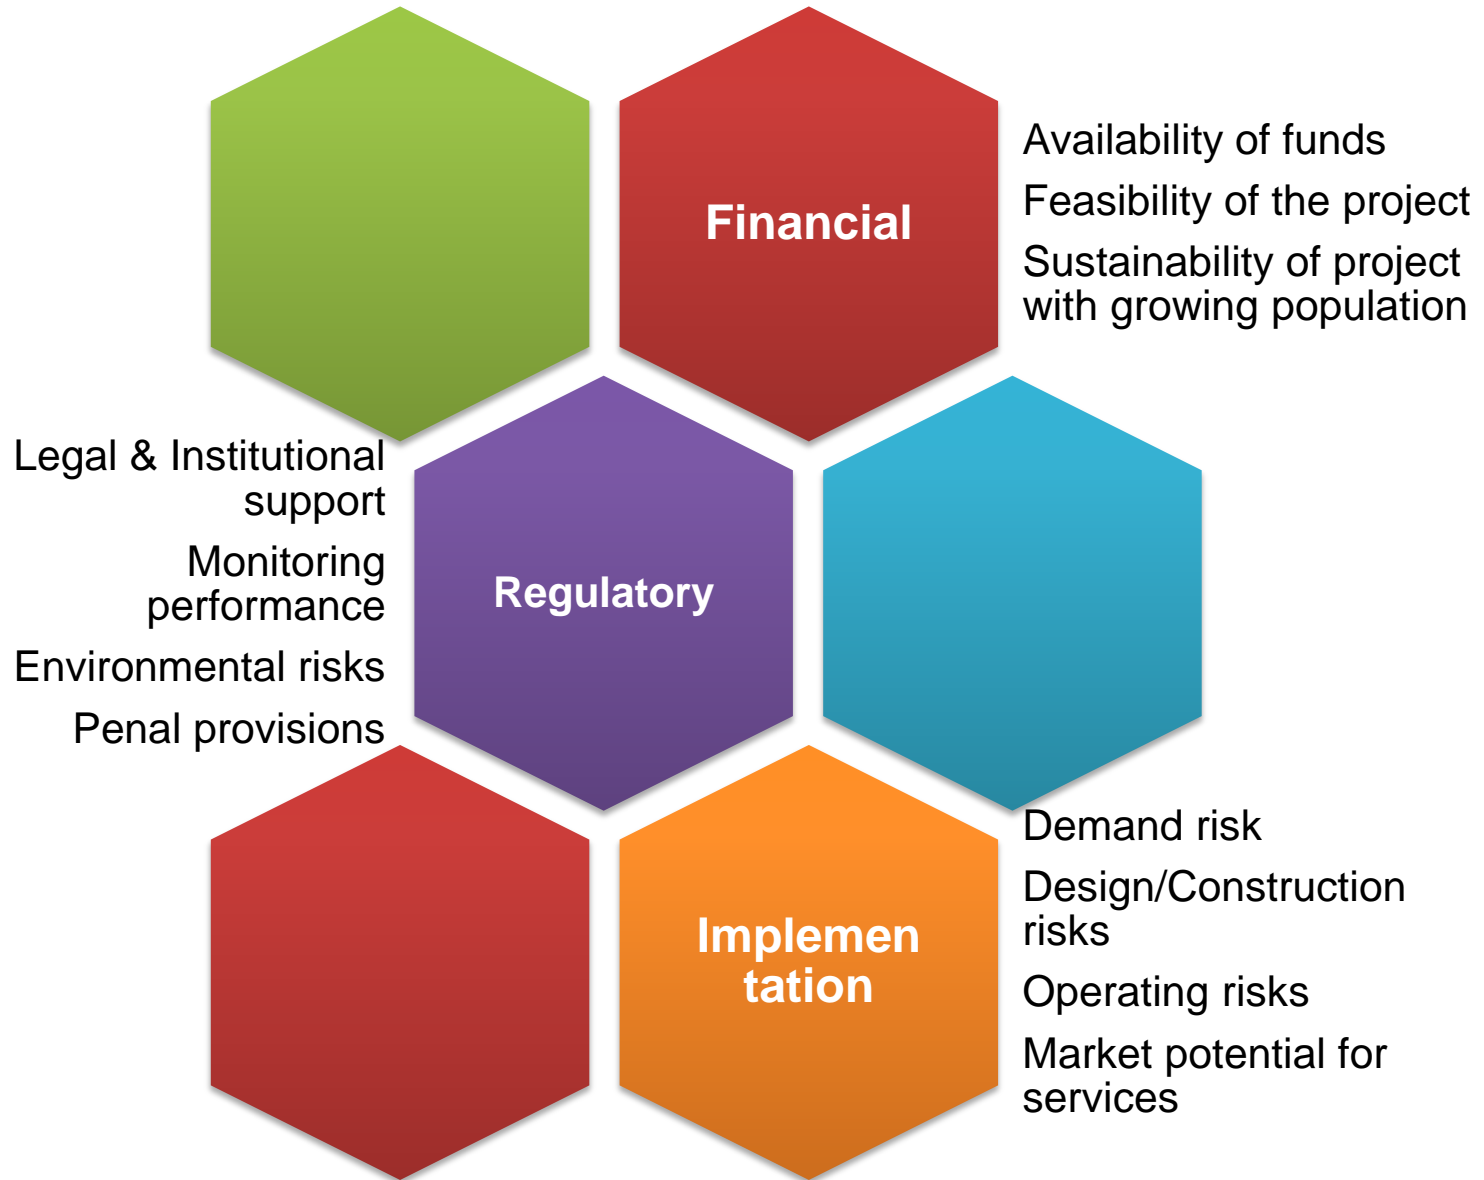 Financial
Availability of funds
Feasibility of the project
Sustainability of project
with growing population
Legal & Institutional
support
Monitoring
performance
Environmental risks
Penal provisions
Regulatory
Implemen
tation
Demand risk
Design/Construction
risks
Operating risks
Market potential for
services